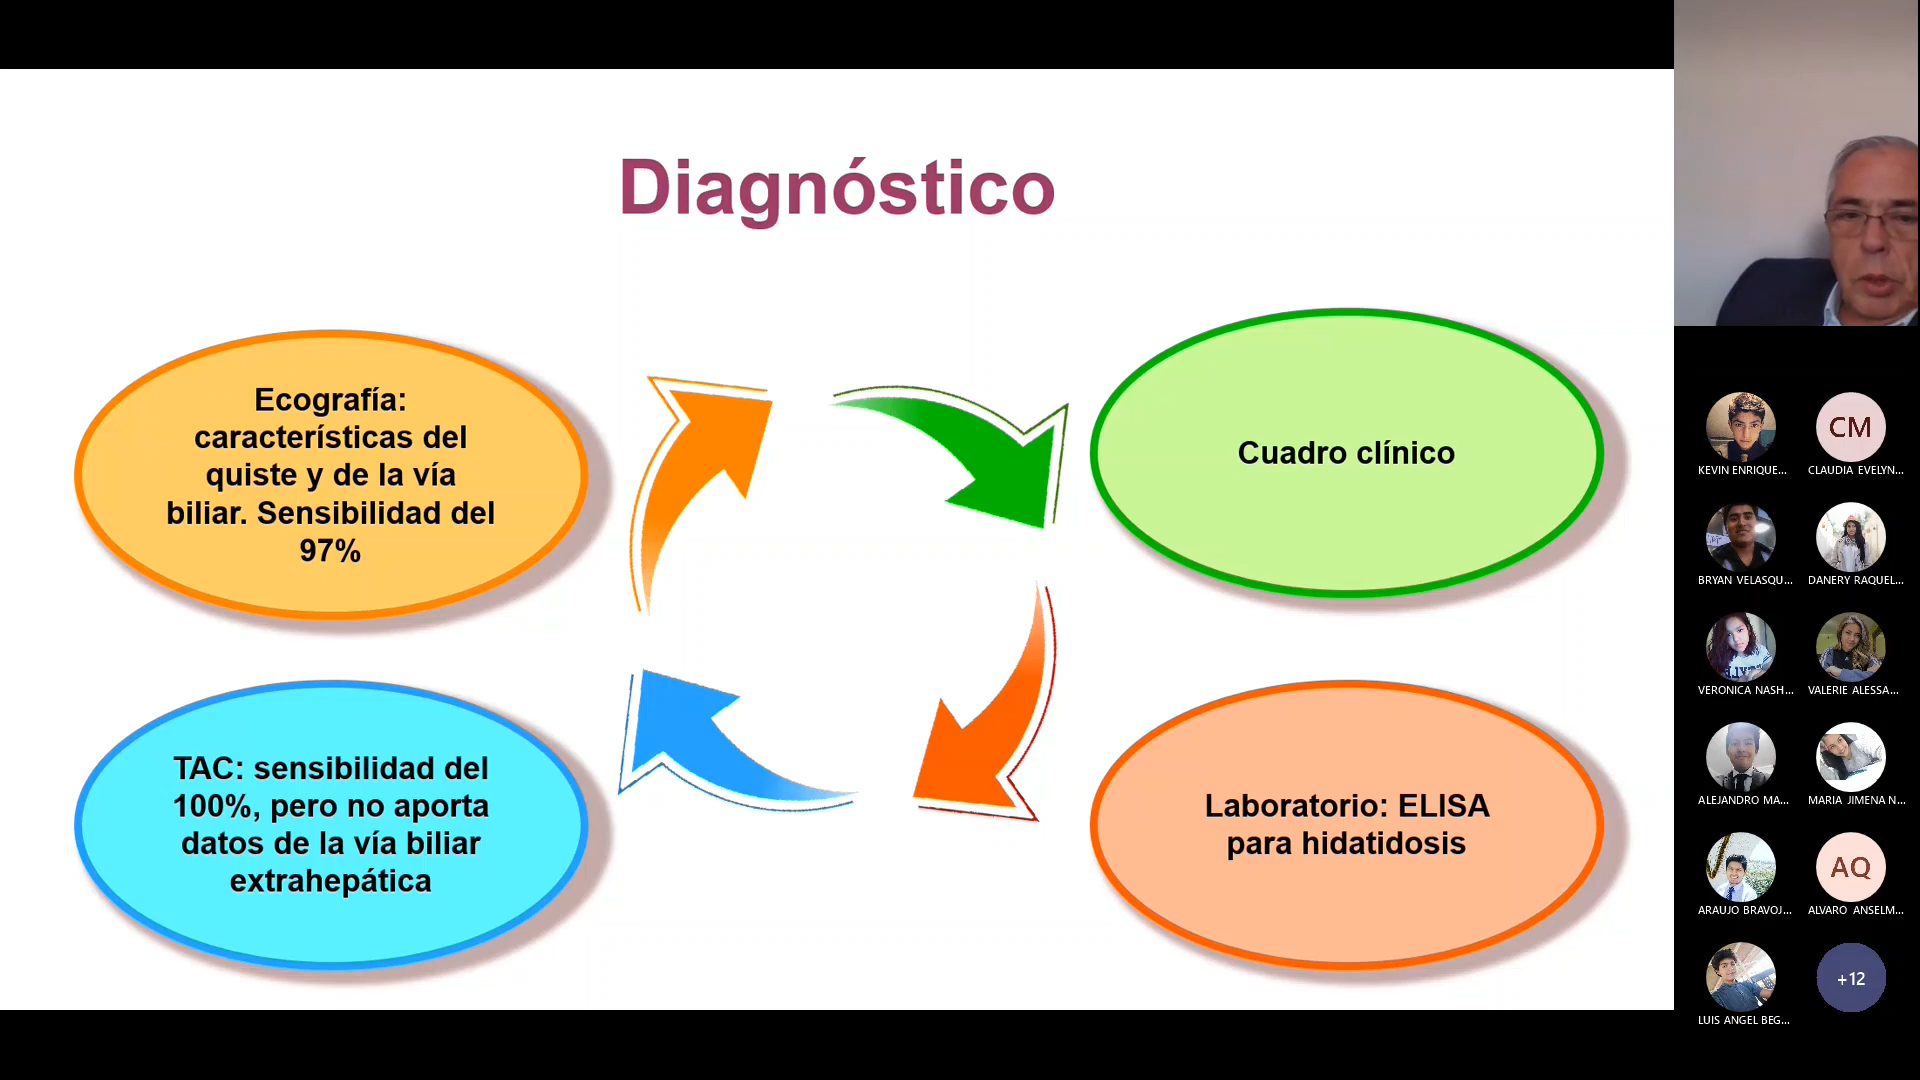 Diagnóstico
Ecografía:
características del
quiste y de la vía
biliar. Sensibilidad del
97%
Cuadro clínico
TAC: sensibilidad del
100%, pero no aporta
datos de la vía biliar
extrahepática
Laboratorio: ELISA
para hidatidosis
CM
KEVIN ENRIQUE...
CLAUDIA EVELYN...
BRYAN VELASQU...
DANERY RAQUEL...
VERONICA NASH...
VALERIE ALESSA...
ALEJANDRO MA...
MARIA JIMENA N...
AQ
ARAUJO BRAVOJ...
ALVARO ANSELM...
+12
LUIS ANGEL BEG...